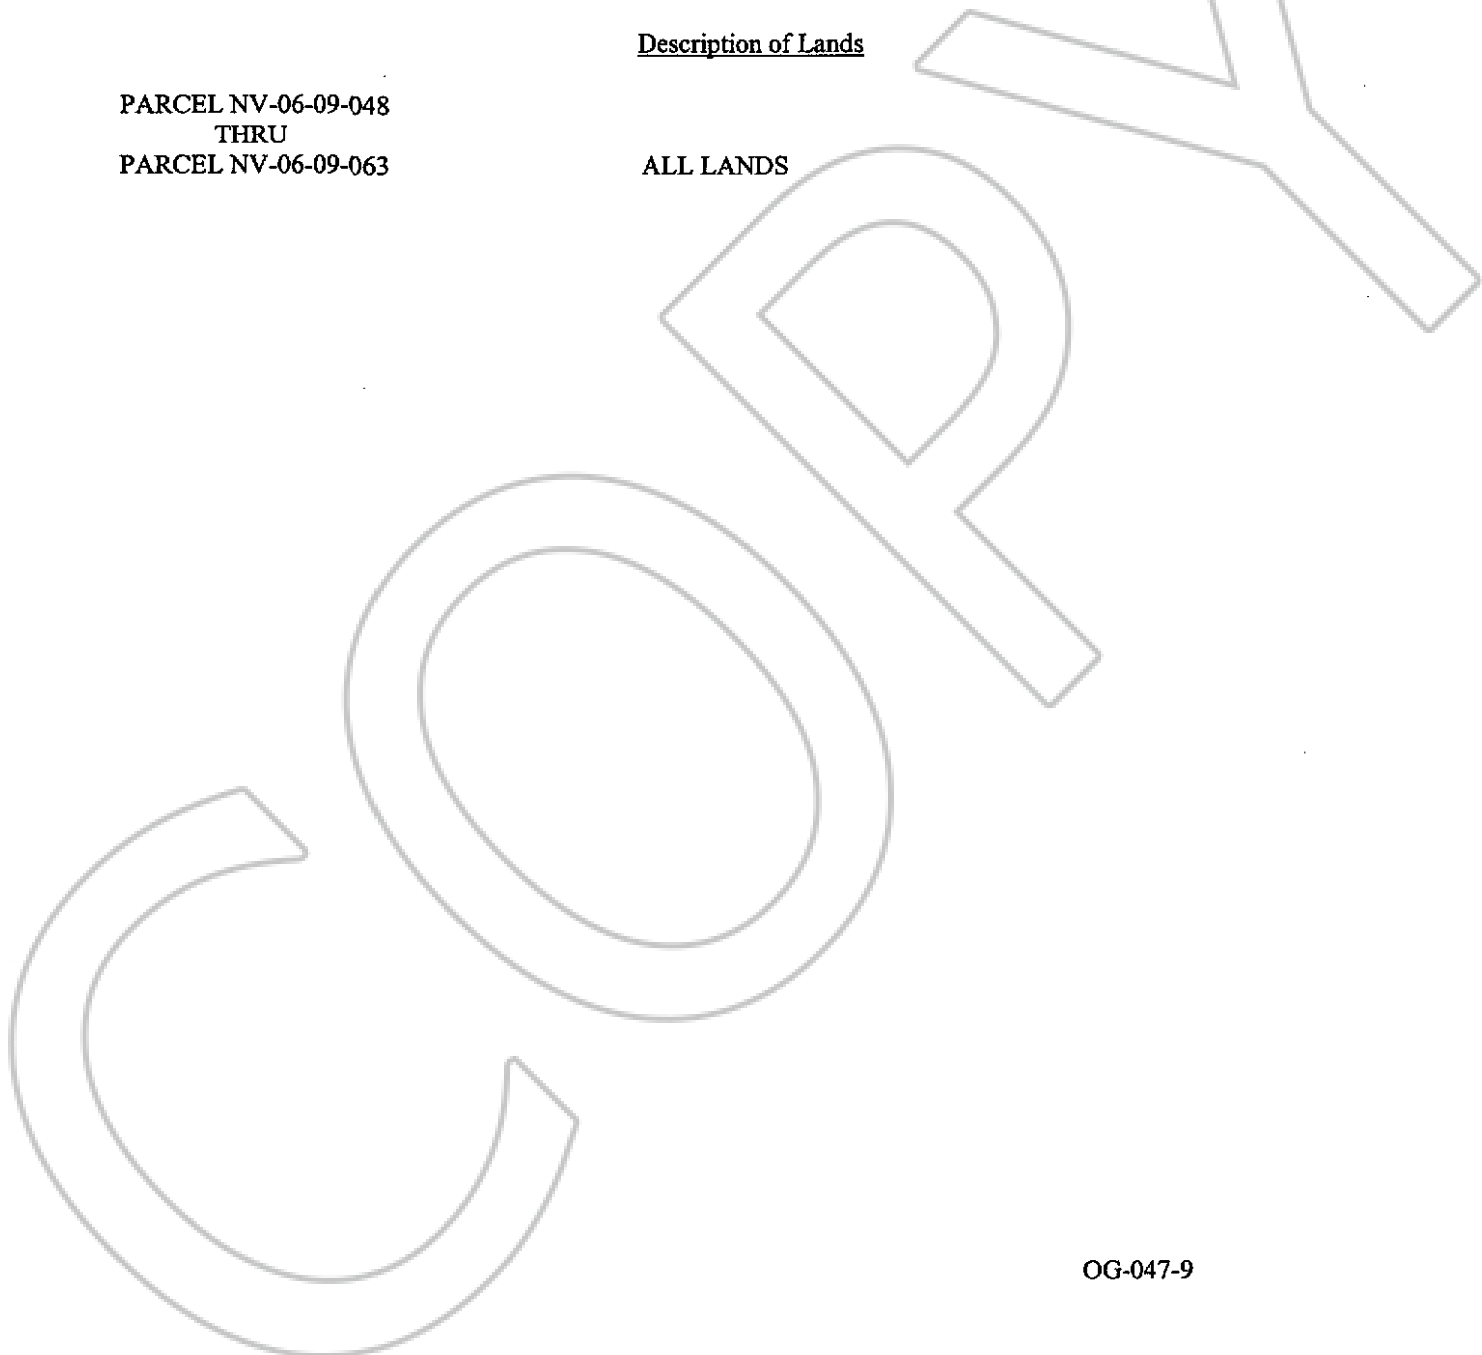 Description of Lands
PARCEL NV-06-09-048
THRU
PARCEL NV-06-09-063 ALL LANDS
COPY
OG-047-9